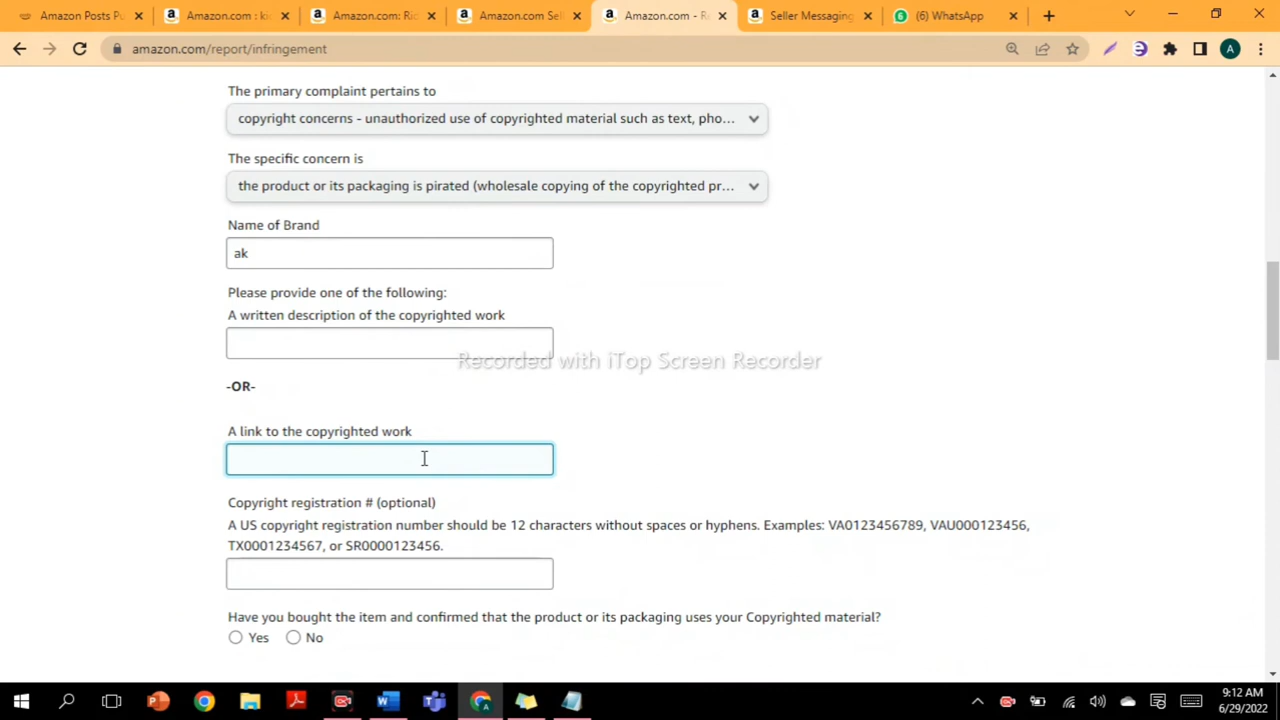 Amazon Posts Pu
Amazon.com : ki
Amazon.com: Ric
Amazon.com Sel
Amazon.com - R
Seller Messaging
(6) WhatsApp
amazon.com/report/infringement
A
The primary complaint pertains to
copyright concerns - unauthorized use of copyrighted material such as text, pho...
The specific concern is
the product or its packaging is pirated (wholesale copying of the copyrighted pr...
Name of Brand
ak
Please provide one of the following:
A written description of the copyrighted work
Recorded with iTop Screen Recorder
-OR-
A link to the copyrighted work
Copyright registration # (optional)
A US copyright registration number should be 12 characters without spaces or hyphens. Examples: VA0123456789, VAU000123456,
TX0001234567, or SR0000123456.
Have you bought the item and confirmed that the product or its packaging uses your Copyrighted material?
Yes No
9:12 AM
6/29/2022